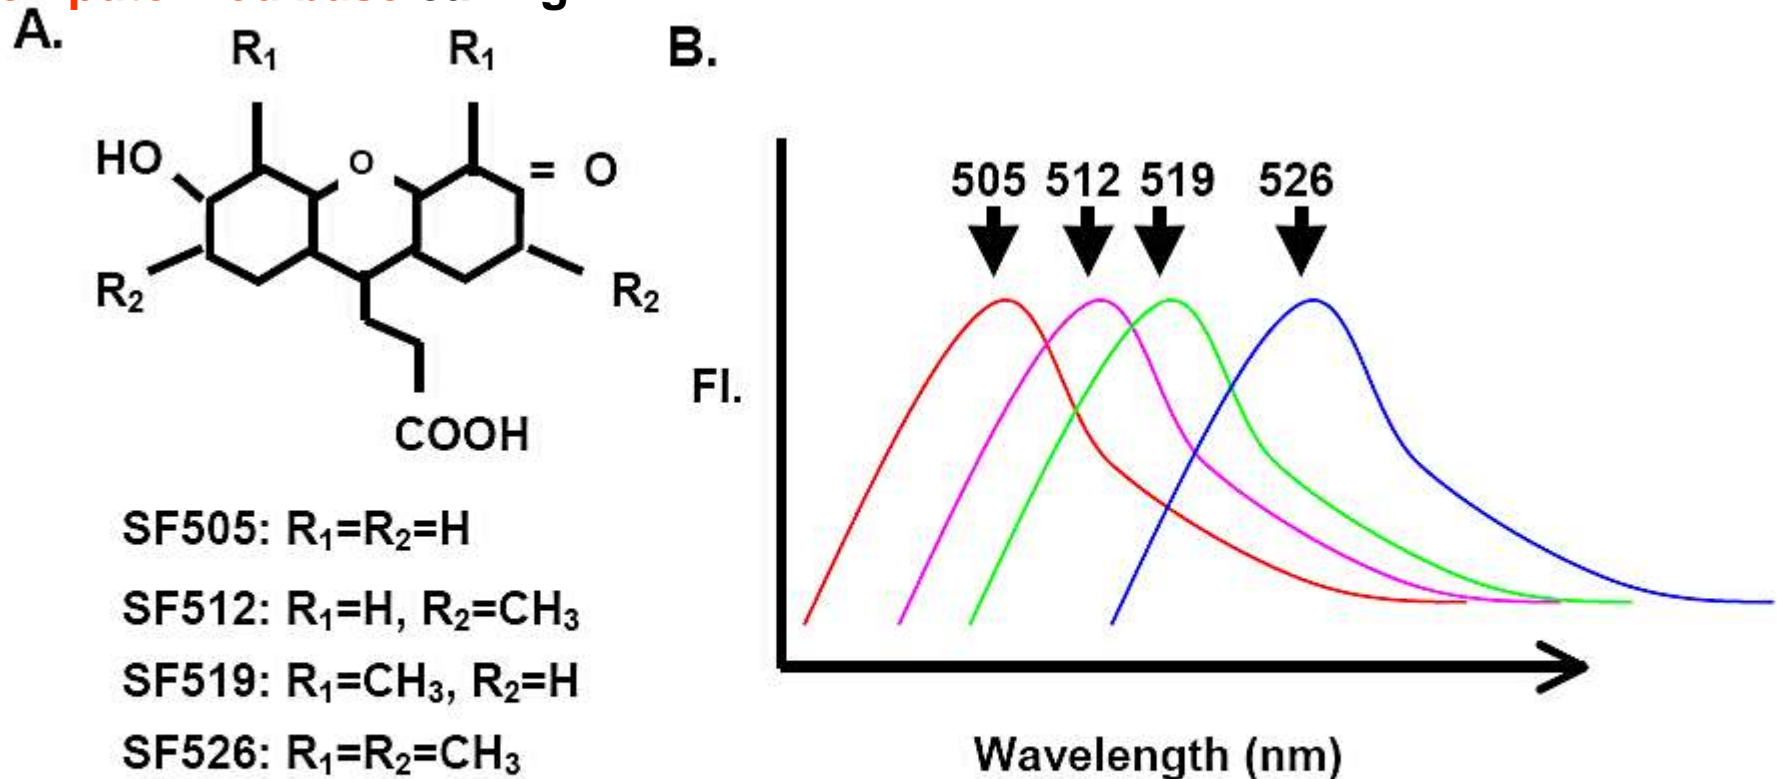 A.
R₁ R₁
HO O = O
R₂ R₂
COOH
SF505: R₁=R₂=H
SF512: R₁=H, R₂=CH₃
SF519: R₁=CH₃, R₂=H
SF526: R₁=R₂=CH₃
B.
505 512 519 526
Fl.
Wavelength (nm)